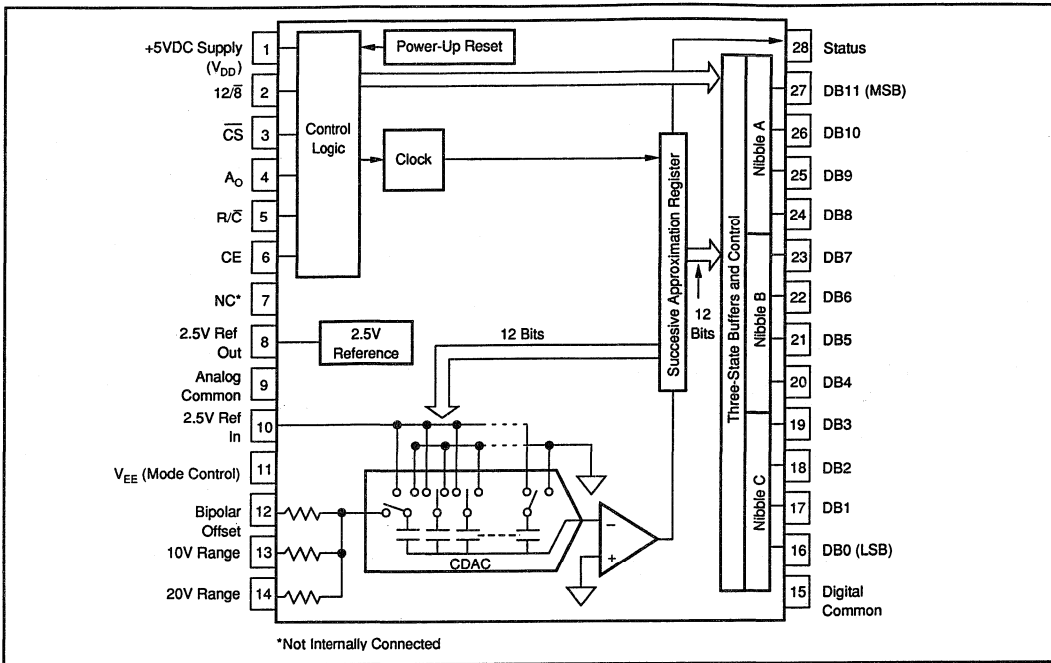 +5VDC Supply
(V_DD)
1
12/8̅
2
C̅S̅
3
A_O
4
R/C̅
5
CE
6
NC*
7
2.5V Ref
Out
8
Analog
Common
9
2.5V Ref
In
10
V_EE (Mode Control)
11
Bipolar
Offset
12
10V Range
13
20V Range
14
Power-Up Reset
Control
Logic
Clock
2.5V
Reference
12 Bits
CDAC
−
+
Succesive Approximation Register
12
Bits
Three-State Buffers and Control
Nibble A
Nibble B
Nibble C
28
Status
27
DB11 (MSB)
26
DB10
25
DB9
24
DB8
23
DB7
22
DB6
21
DB5
20
DB4
19
DB3
18
DB2
17
DB1
16
DB0 (LSB)
15
Digital
Common
*Not Internally Connected